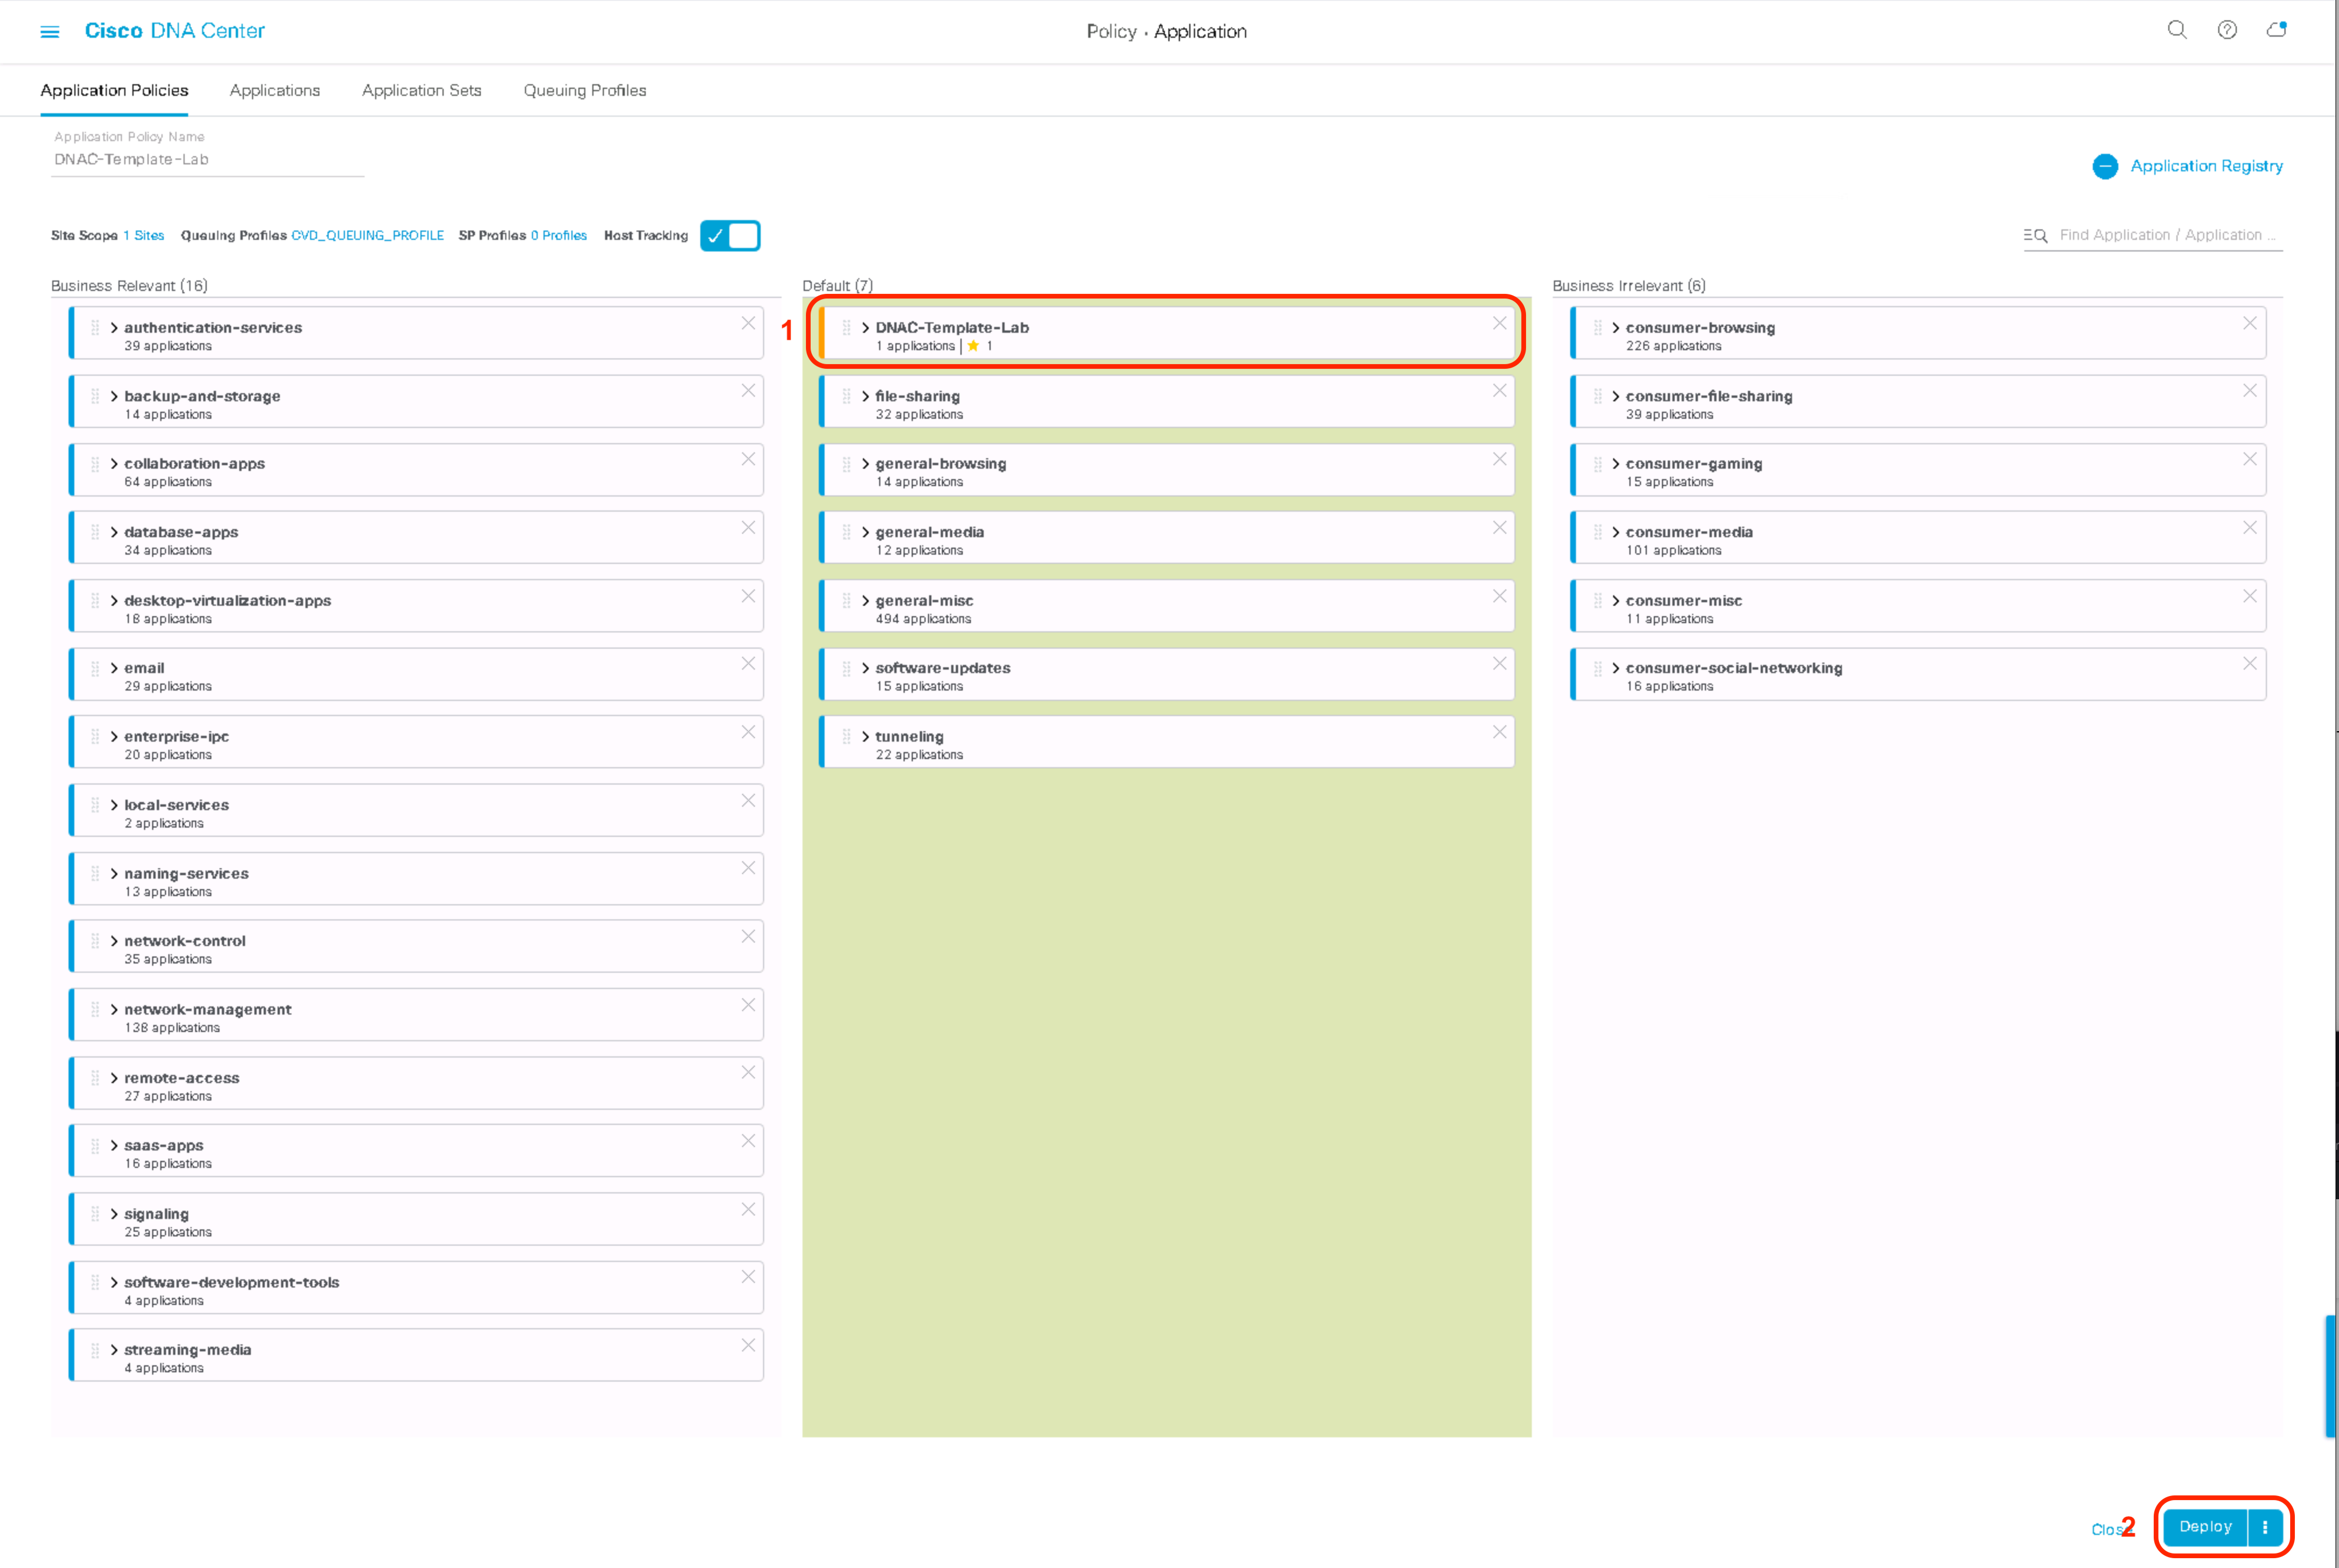 Cisco DNA Center
Policy · Application
Application Policies
Applications
Application Sets
Queuing Profiles
Application Policy Name
DNAC-Template-Lab
Application Registry
Site Scope 1 Sites Queuing Profiles CVD_QUEUING_PROFILE SP Profiles 0 Profiles Host Tracking
Find Application / Application ...
Business Relevant (16)
authentication-services
39 applications
backup-and-storage
14 applications
collaboration-apps
64 applications
database-apps
34 applications
desktop-virtualization-apps
18 applications
email
29 applications
enterprise-ipc
20 applications
local-services
2 applications
naming-services
13 applications
network-control
35 applications
network-management
138 applications
remote-access
27 applications
saas-apps
16 applications
signaling
25 applications
software-development-tools
4 applications
streaming-media
4 applications
Default (7)
1
DNAC-Template-Lab
1 applications | 1
file-sharing
32 applications
general-browsing
14 applications
general-media
12 applications
general-misc
494 applications
software-updates
15 applications
tunneling
22 applications
Business Irrelevant (6)
consumer-browsing
226 applications
consumer-file-sharing
39 applications
consumer-gaming
15 applications
consumer-media
101 applications
consumer-misc
11 applications
consumer-social-networking
16 applications
Close
2
Deploy